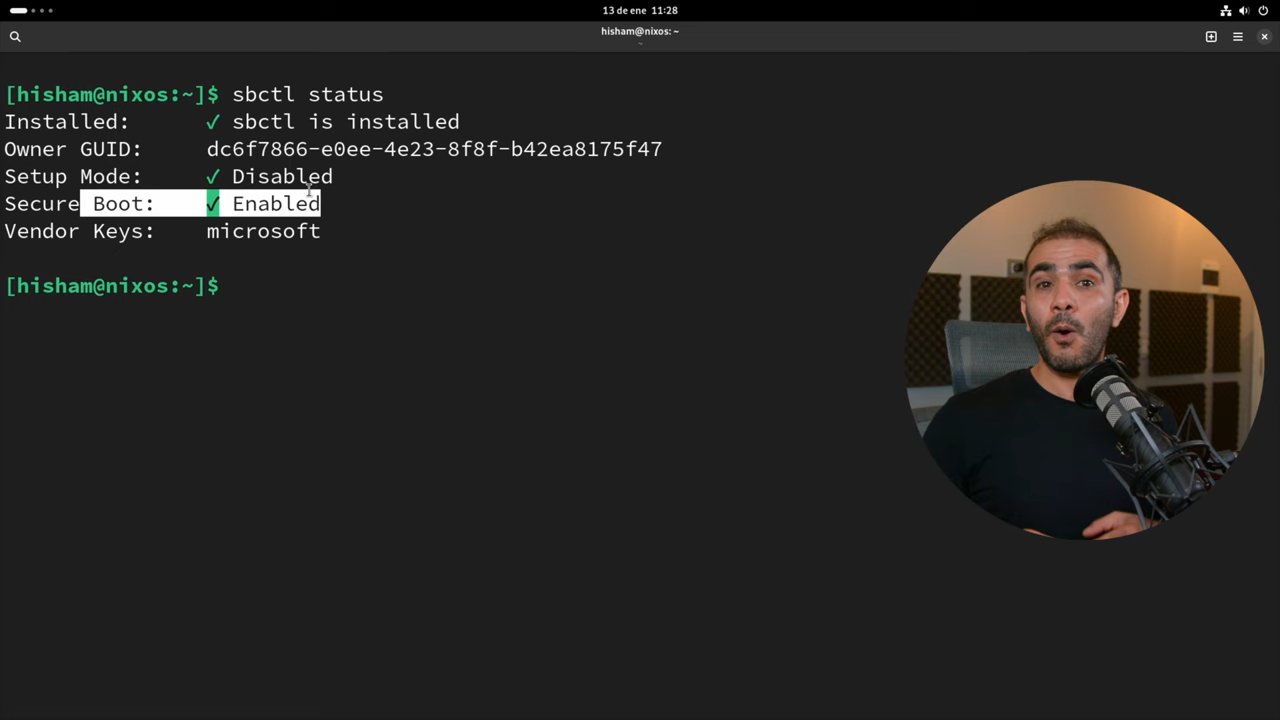 13 de ene 11:28
hisham@nixos: ~
~
[hisham@nixos:~]$ sbctl status
Installed: ✓ sbctl is installed
Owner GUID: dc6f7866-e0ee-4e23-8f8f-b42ea8175f47
Setup Mode: ✓ Disabled
Secure Boot: ✓ Enabled
Vendor Keys: microsoft
[hisham@nixos:~]$